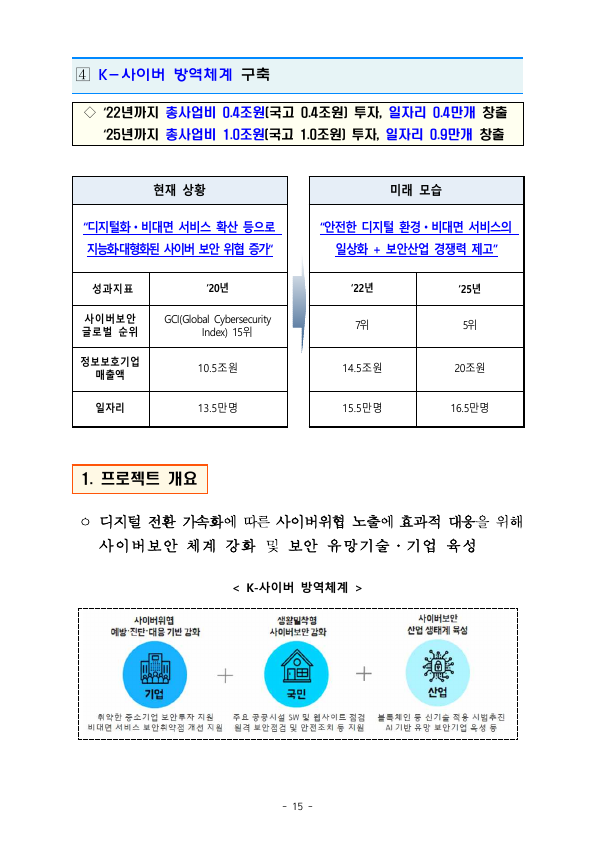 4 K-사이버 방역체계 구축
◇ '22년까지 총사업비 0.4조원(국고 0.4조원) 투자, 일자리 0.4만개 창출
'25년까지 총사업비 1.0조원(국고 1.0조원) 투자, 일자리 0.9만개 창출
현재 상황
"디지털화·비대면 서비스 확산 등으로
지능화대형화된 사이버 보안 위협 증가"
성과지표 '20년
사이버보안 글로벌 순위 GCI(Global Cybersecurity Index) 15위
정보보호기업 매출액 10.5조원
일자리 13.5만명
미래 모습
"안전한 디지털 환경·비대면 서비스의
일상화 + 보안산업 경쟁력 제고"
'22년 '25년
7위 5위
14.5조원 20조원
15.5만명 16.5만명
1. 프로젝트 개요
ㅇ 디지털 전환 가속화에 따른 사이버위협 노출에 효과적 대응을 위해
사이버보안 체계 강화 및 보안 유망기술·기업 육성
< K-사이버 방역체계 >
사이버위협
예방·진단·대응 기반 강화
기업
취약한 중소기업 보안투자 지원
비대면 서비스 보안취약점 개선 지원
+
생활밀착형
사이버보안 강화
국민
주요 공공시설 SW 및 웹사이트 점검
원격 보안점검 및 안전조치 등 지원
+
사이버보안
산업 생태계 육성
산업
블록체인 등 신기술 적용 시범추진
AI 기반 유망 보안기업 육성 등
- 15 -